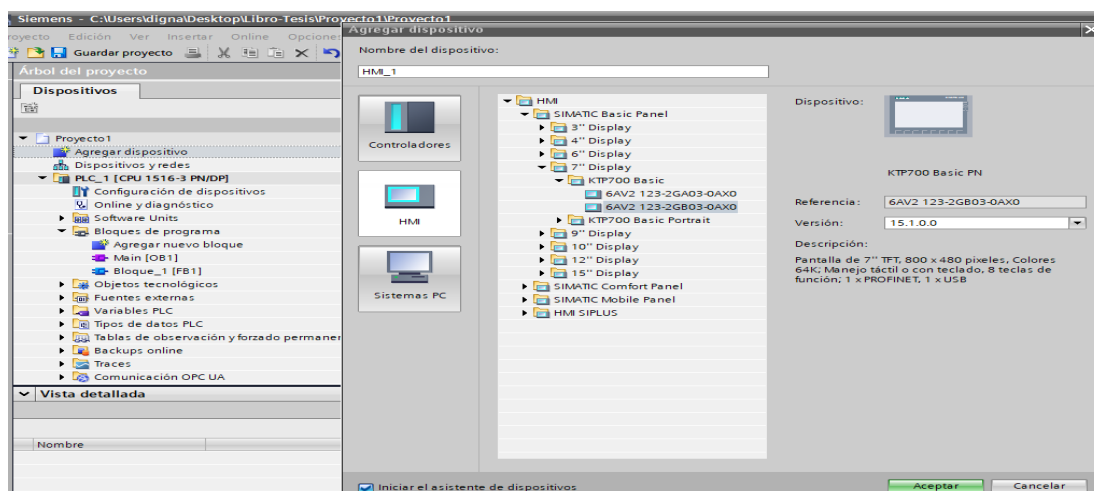 Siemens - C:\Users\digna\Desktop\Libro-Tesis\Proyecto1\Proyecto1
royecto Edición Ver Insertar Online Opcione
Guardar proyecto
Árbol del proyecto
Dispositivos
Proyecto1
Agregar dispositivo
Dispositivos y redes
PLC_1 [CPU 1516-3 PN/DP]
Configuración de dispositivos
Online y diagnóstico
Software Units
Bloques de programa
Agregar nuevo bloque
Main [OB1]
Bloque_1 [FB1]
Objetos tecnológicos
Fuentes externas
Variables PLC
Tipos de datos PLC
Tablas de observación y forzado permaner
Backups online
Traces
Comunicación OPC UA
Vista detallada
Nombre
Agregar dispositivo
Nombre del dispositivo:
HMI_1
Controladores
HMI
Sistemas PC
HMI
SIMATIC Basic Panel
3" Display
4" Display
6" Display
7" Display
KTP700 Basic
6AV2 123-2GA03-0AX0
6AV2 123-2GB03-0AX0
KTP700 Basic Portrait
9" Display
10" Display
12" Display
15" Display
SIMATIC Comfort Panel
SIMATIC Mobile Panel
HMI SIPLUS
Dispositivo:
KTP700 Basic PN
Referencia: 6AV2 123-2GB03-0AX0
Versión: 15.1.0.0
Descripción:
Pantalla de 7" TFT, 800 x 480 pixeles, Colores
64K; Manejo táctil o con teclado, 8 teclas de
función; 1 x PROFINET, 1 x USB
Iniciar el asistente de dispositivos
Aceptar Cancelar